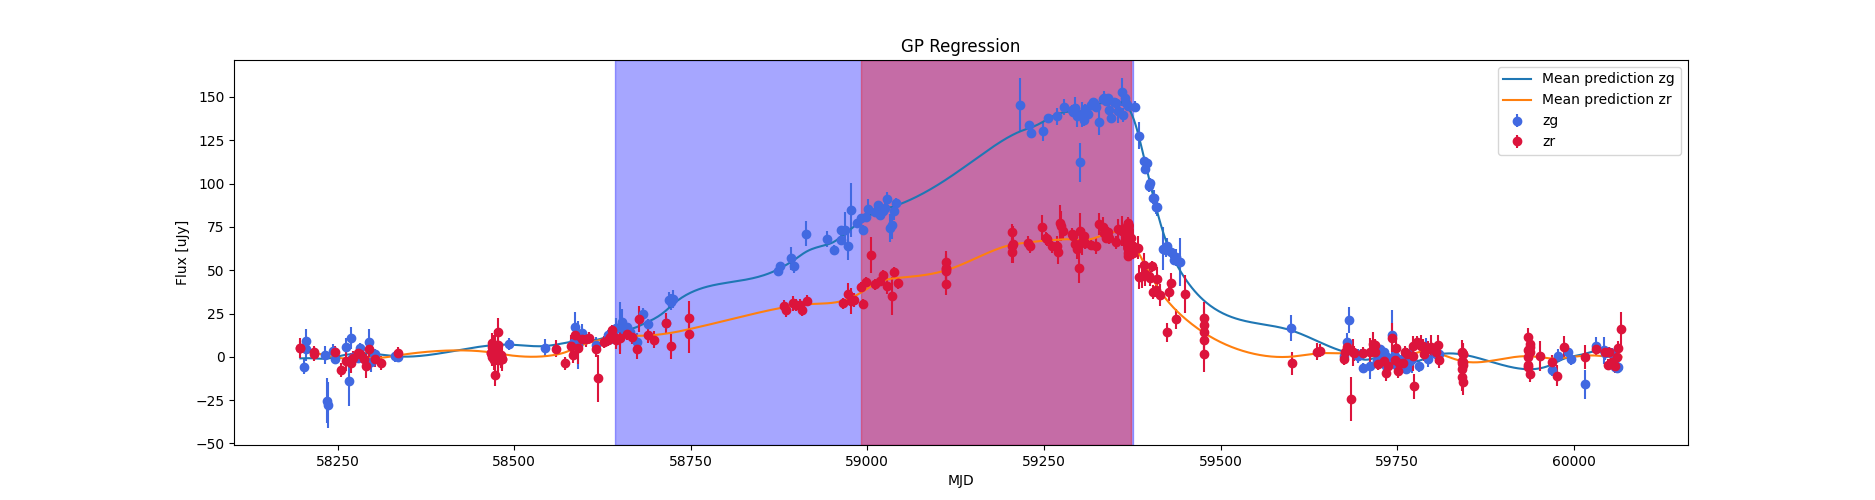 GP Regression
Flux [uJy]
150
125
100
75
50
25
0
−25
−50
Mean prediction zg
Mean prediction zr
zg
zr
58250 58500 58750 59000 59250 59500 59750 60000
MJD